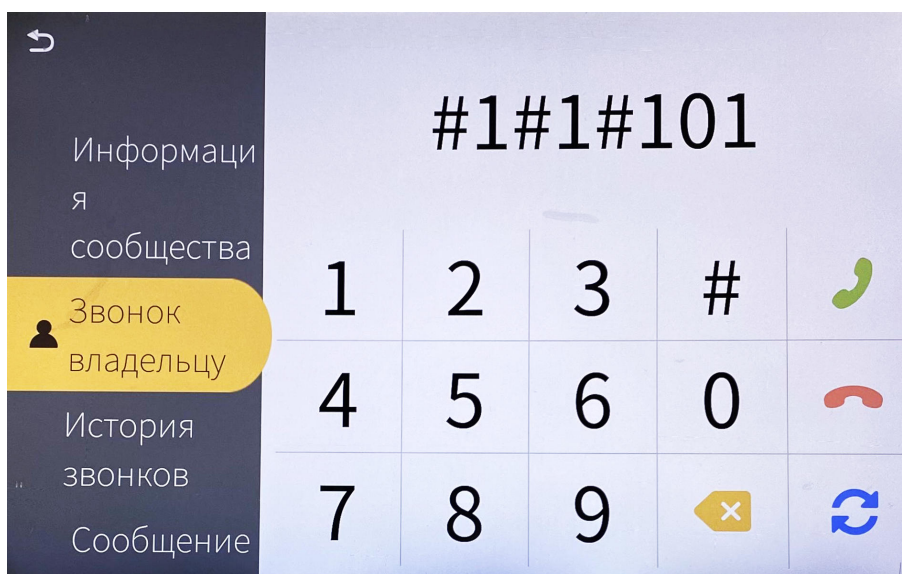 #1#1#101
Информаци
я
сообщества
Звонок
владельцу
История
звонков
Сообщение
1 2 3 #
4 5 6 0
7 8 9